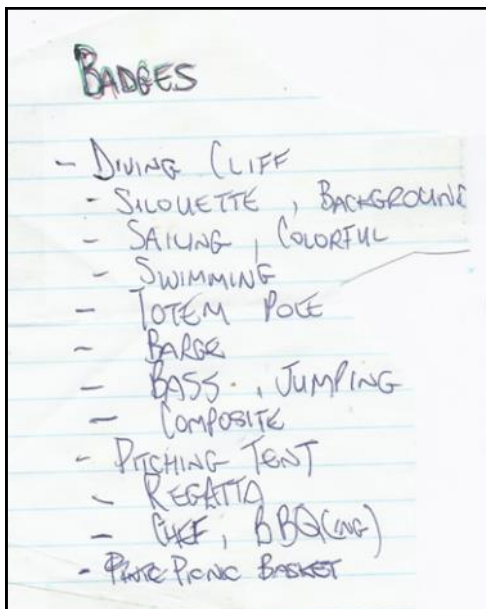 BADGES
- DIVING CLIFF
- SILOUETTE, BACKGROUND
- SAILING, COLORFUL
- SWIMMING
- TOTEM POLE
- BARGE
- BASS, JUMPING
- COMPOSITE
- PITCHING TENT
- REGATTA
- CHEF, BBQ(ING)
- PICNIC BASKET